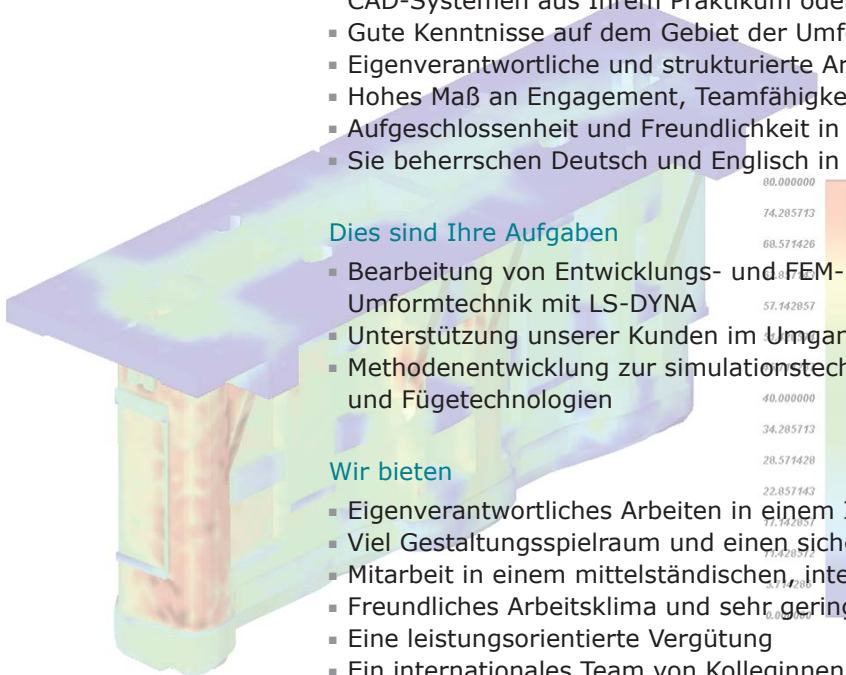 CAD-Systemen aus Ihrem Praktikum ode
Gute Kenntnisse auf dem Gebiet der Umf
Eigenverantwortliche und strukturierte Ar
Hohes Maß an Engagement, Teamfähigke
Aufgeschlossenheit und Freundlichkeit in
Sie beherrschen Deutsch und Englisch in
80.000000
74.285713
Dies sind Ihre Aufgaben
68.571426
Bearbeitung von Entwicklungs- und FEM-
Umformtechnik mit LS-DYNA
57.142857
Unterstützung unserer Kunden im Umgan
Methodenentwicklung zur simulationstech
und Fügetechnologien
40.000000
34.285713
28.571428
Wir bieten
22.857143
Eigenverantwortliches Arbeiten in einem I
Viel Gestaltungsspielraum und einen siche
Mitarbeit in einem mittelständischen, inte
Freundliches Arbeitsklima und sehr gering
0.000000
Eine leistungsorientierte Vergütung
Ein internationales Team von Kolleginnen